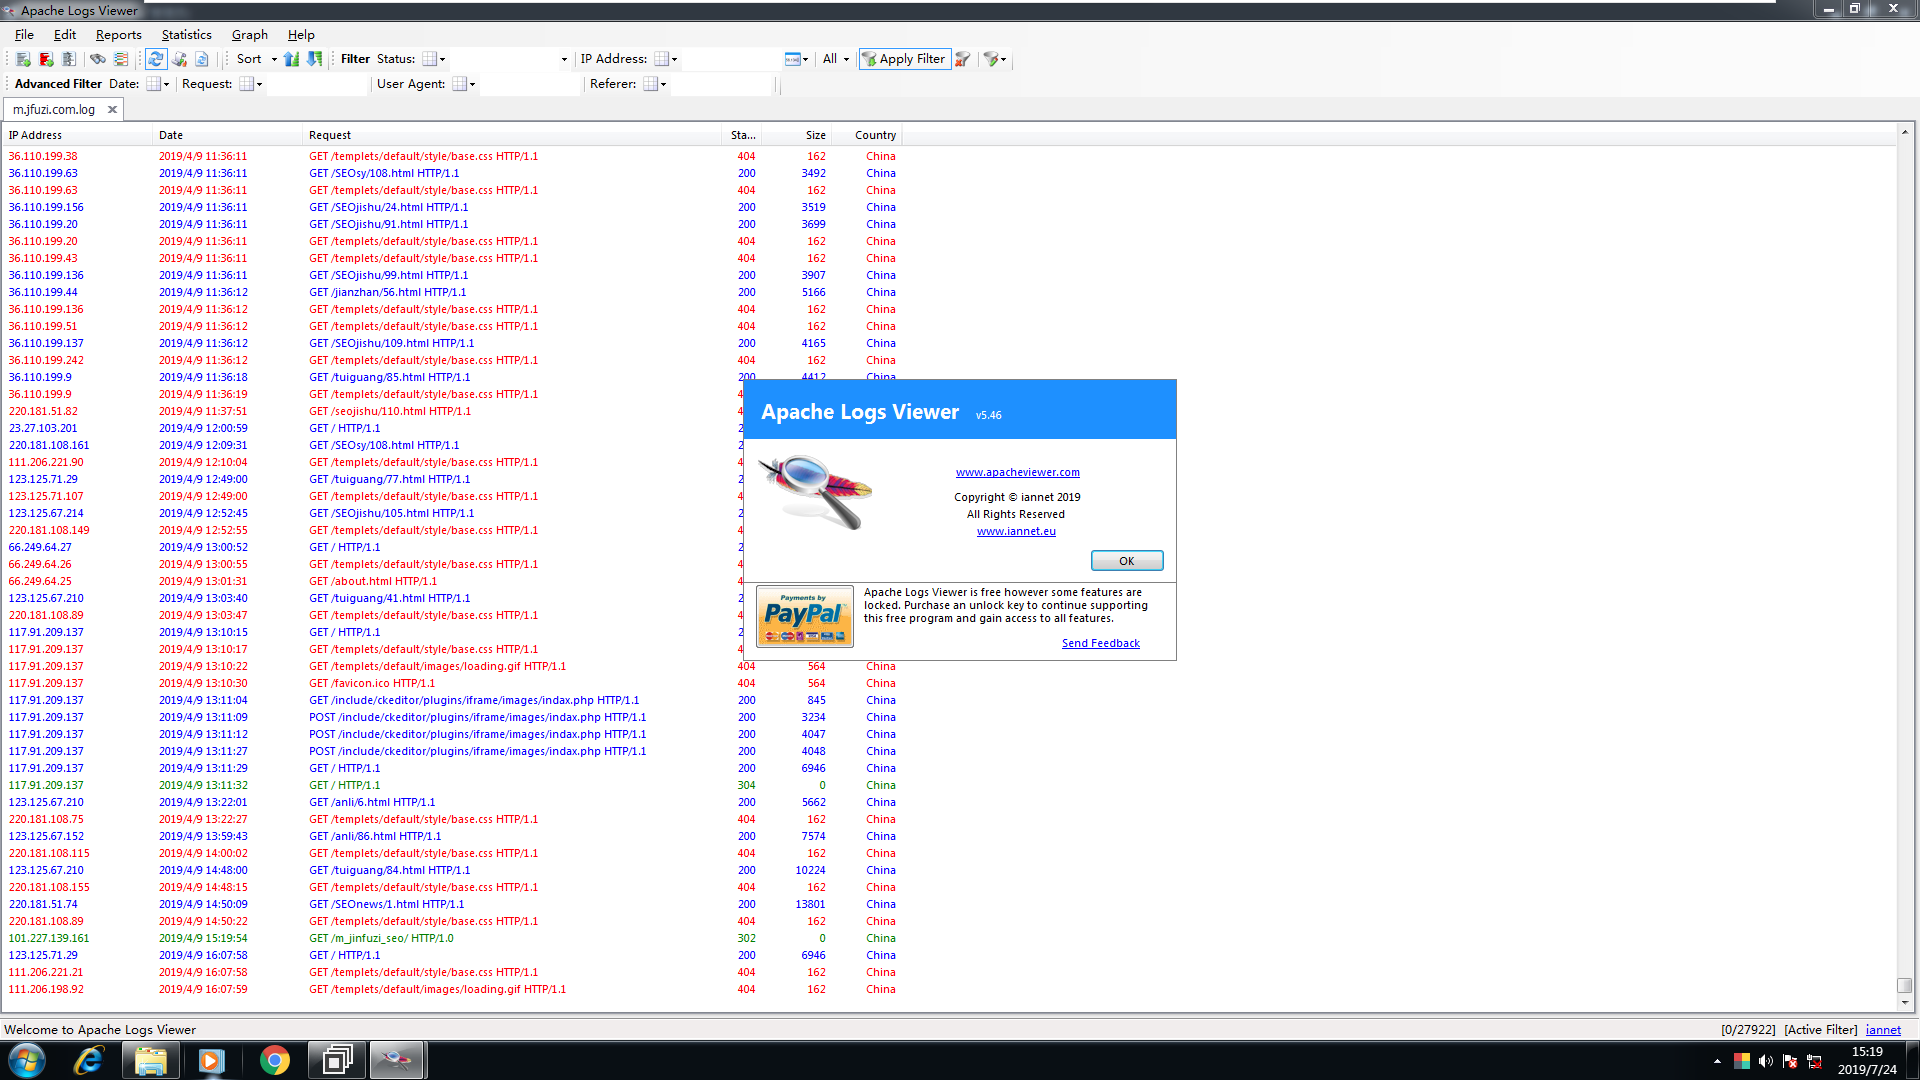 Apache Logs Viewer
File Edit Reports Statistics Graph Help
Sort Filter Status: IP Address: All Apply Filter
Advanced Filter Date: Request: User Agent: Referer:
m.jfuzi.com.log
IP Address Date Request Sta... Size Country
36.110.199.38 2019/4/9 11:36:11 GET /templets/default/style/base.css HTTP/1.1 404 162 China
36.110.199.63 2019/4/9 11:36:11 GET /SEOsy/108.html HTTP/1.1 200 3492 China
36.110.199.63 2019/4/9 11:36:11 GET /templets/default/style/base.css HTTP/1.1 404 162 China
36.110.199.156 2019/4/9 11:36:11 GET /SEOjishu/24.html HTTP/1.1 200 3519 China
36.110.199.20 2019/4/9 11:36:11 GET /SEOjishu/91.html HTTP/1.1 200 3699 China
36.110.199.20 2019/4/9 11:36:11 GET /templets/default/style/base.css HTTP/1.1 404 162 China
36.110.199.43 2019/4/9 11:36:11 GET /templets/default/style/base.css HTTP/1.1 404 162 China
36.110.199.136 2019/4/9 11:36:11 GET /SEOjishu/99.html HTTP/1.1 200 3907 China
36.110.199.44 2019/4/9 11:36:12 GET /jianzhan/56.html HTTP/1.1 200 5166 China
36.110.199.136 2019/4/9 11:36:12 GET /templets/default/style/base.css HTTP/1.1 404 162 China
36.110.199.51 2019/4/9 11:36:12 GET /templets/default/style/base.css HTTP/1.1 404 162 China
36.110.199.137 2019/4/9 11:36:12 GET /SEOjishu/109.html HTTP/1.1 200 4165 China
36.110.199.242 2019/4/9 11:36:12 GET /templets/default/style/base.css HTTP/1.1 404 162 China
36.110.199.9 2019/4/9 11:36:18 GET /tuiguang/85.html HTTP/1.1 200 4412 China
36.110.199.9 2019/4/9 11:36:19 GET /templets/default/style/base.css HTTP/1.1 4
220.181.51.82 2019/4/9 11:37:51 GET /seojishu/110.html HTTP/1.1 4
23.27.103.201 2019/4/9 12:00:59 GET / HTTP/1.1 2
220.181.108.161 2019/4/9 12:09:31 GET /SEOsy/108.html HTTP/1.1 2
111.206.221.90 2019/4/9 12:10:04 GET /templets/default/style/base.css HTTP/1.1 4
123.125.71.29 2019/4/9 12:49:00 GET /tuiguang/77.html HTTP/1.1 2
123.125.71.107 2019/4/9 12:49:00 GET /templets/default/style/base.css HTTP/1.1 4
123.125.67.214 2019/4/9 12:52:45 GET /SEOjishu/105.html HTTP/1.1 2
220.181.108.149 2019/4/9 12:52:55 GET /templets/default/style/base.css HTTP/1.1 4
66.249.64.27 2019/4/9 13:00:52 GET / HTTP/1.1 2
66.249.64.26 2019/4/9 13:00:55 GET /templets/default/style/base.css HTTP/1.1 4
66.249.64.25 2019/4/9 13:01:31 GET /about.html HTTP/1.1 4
123.125.67.210 2019/4/9 13:03:40 GET /tuiguang/41.html HTTP/1.1 2
220.181.108.89 2019/4/9 13:03:47 GET /templets/default/style/base.css HTTP/1.1 4
117.91.209.137 2019/4/9 13:10:15 GET / HTTP/1.1 2
117.91.209.137 2019/4/9 13:10:17 GET /templets/default/style/base.css HTTP/1.1 4
117.91.209.137 2019/4/9 13:10:22 GET /templets/default/images/loading.gif HTTP/1.1 404 564 China
117.91.209.137 2019/4/9 13:10:30 GET /favicon.ico HTTP/1.1 404 564 China
117.91.209.137 2019/4/9 13:11:04 GET /include/ckeditor/plugins/iframe/images/indax.php HTTP/1.1 200 845 China
117.91.209.137 2019/4/9 13:11:09 POST /include/ckeditor/plugins/iframe/images/indax.php HTTP/1.1 200 3234 China
117.91.209.137 2019/4/9 13:11:12 POST /include/ckeditor/plugins/iframe/images/indax.php HTTP/1.1 200 4047 China
117.91.209.137 2019/4/9 13:11:27 POST /include/ckeditor/plugins/iframe/images/indax.php HTTP/1.1 200 4048 China
117.91.209.137 2019/4/9 13:11:29 GET / HTTP/1.1 200 6946 China
117.91.209.137 2019/4/9 13:11:32 GET / HTTP/1.1 304 0 China
123.125.67.210 2019/4/9 13:22:01 GET /anli/6.html HTTP/1.1 200 5662 China
220.181.108.75 2019/4/9 13:22:27 GET /templets/default/style/base.css HTTP/1.1 404 162 China
123.125.67.152 2019/4/9 13:59:43 GET /anli/86.html HTTP/1.1 200 7574 China
220.181.108.115 2019/4/9 14:00:02 GET /templets/default/style/base.css HTTP/1.1 404 162 China
123.125.67.210 2019/4/9 14:48:00 GET /tuiguang/84.html HTTP/1.1 200 10224 China
220.181.108.155 2019/4/9 14:48:15 GET /templets/default/style/base.css HTTP/1.1 404 162 China
220.181.51.74 2019/4/9 14:50:09 GET /SEOnews/1.html HTTP/1.1 200 13801 China
220.181.108.89 2019/4/9 14:50:22 GET /templets/default/style/base.css HTTP/1.1 404 162 China
101.227.139.161 2019/4/9 15:19:54 GET /m_jinfuzi_seo/ HTTP/1.0 302 0 China
123.125.71.29 2019/4/9 16:07:58 GET / HTTP/1.1 200 6946 China
111.206.221.21 2019/4/9 16:07:58 GET /templets/default/style/base.css HTTP/1.1 404 162 China
111.206.198.92 2019/4/9 16:07:59 GET /templets/default/images/loading.gif HTTP/1.1 404 162 China
Apache Logs Viewer v5.46
www.apacheviewer.com
Copyright © iannet 2019
All Rights Reserved
www.iannet.eu
OK
Payments by
PayPal
Apache Logs Viewer is free however some features are
locked. Purchase an unlock key to continue supporting
this free program and gain access to all features.
Send Feedback
Welcome to Apache Logs Viewer [0/27922] [Active Filter] iannet
15:19
2019/7/24